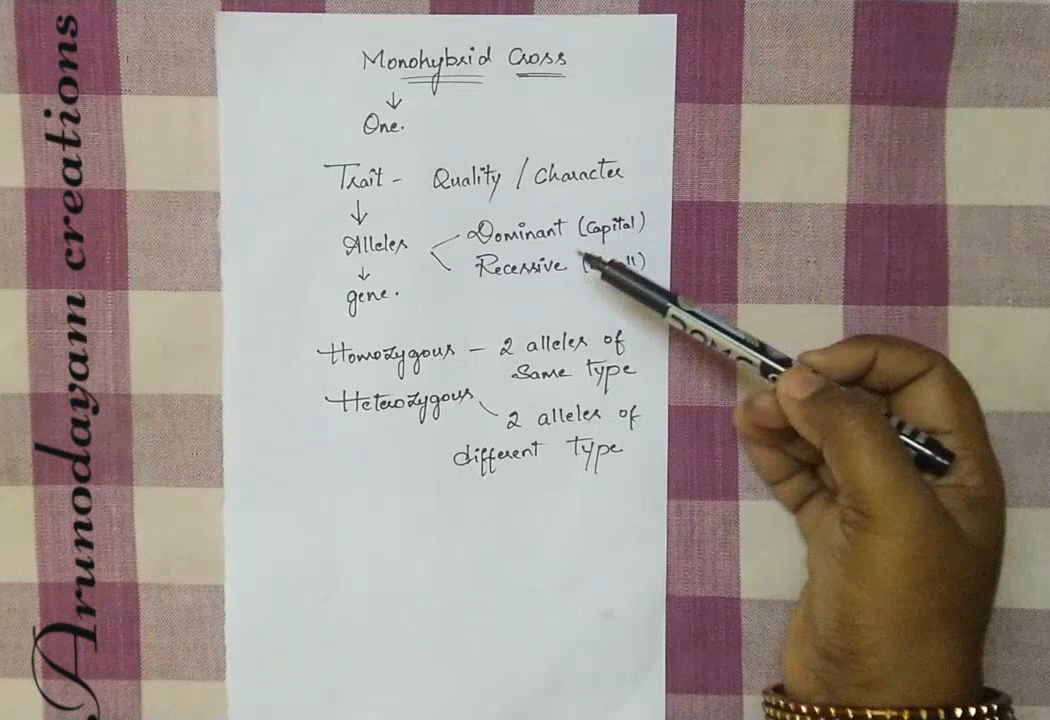 Monohybrid Cross
One.
Trait - Quality / Character
Alleles
Dominant (Capital)
Recessive
gene.
Homozygous - 2 alleles of
Same type
Heterozygous
2 alleles of
different type
Arunodayam creations